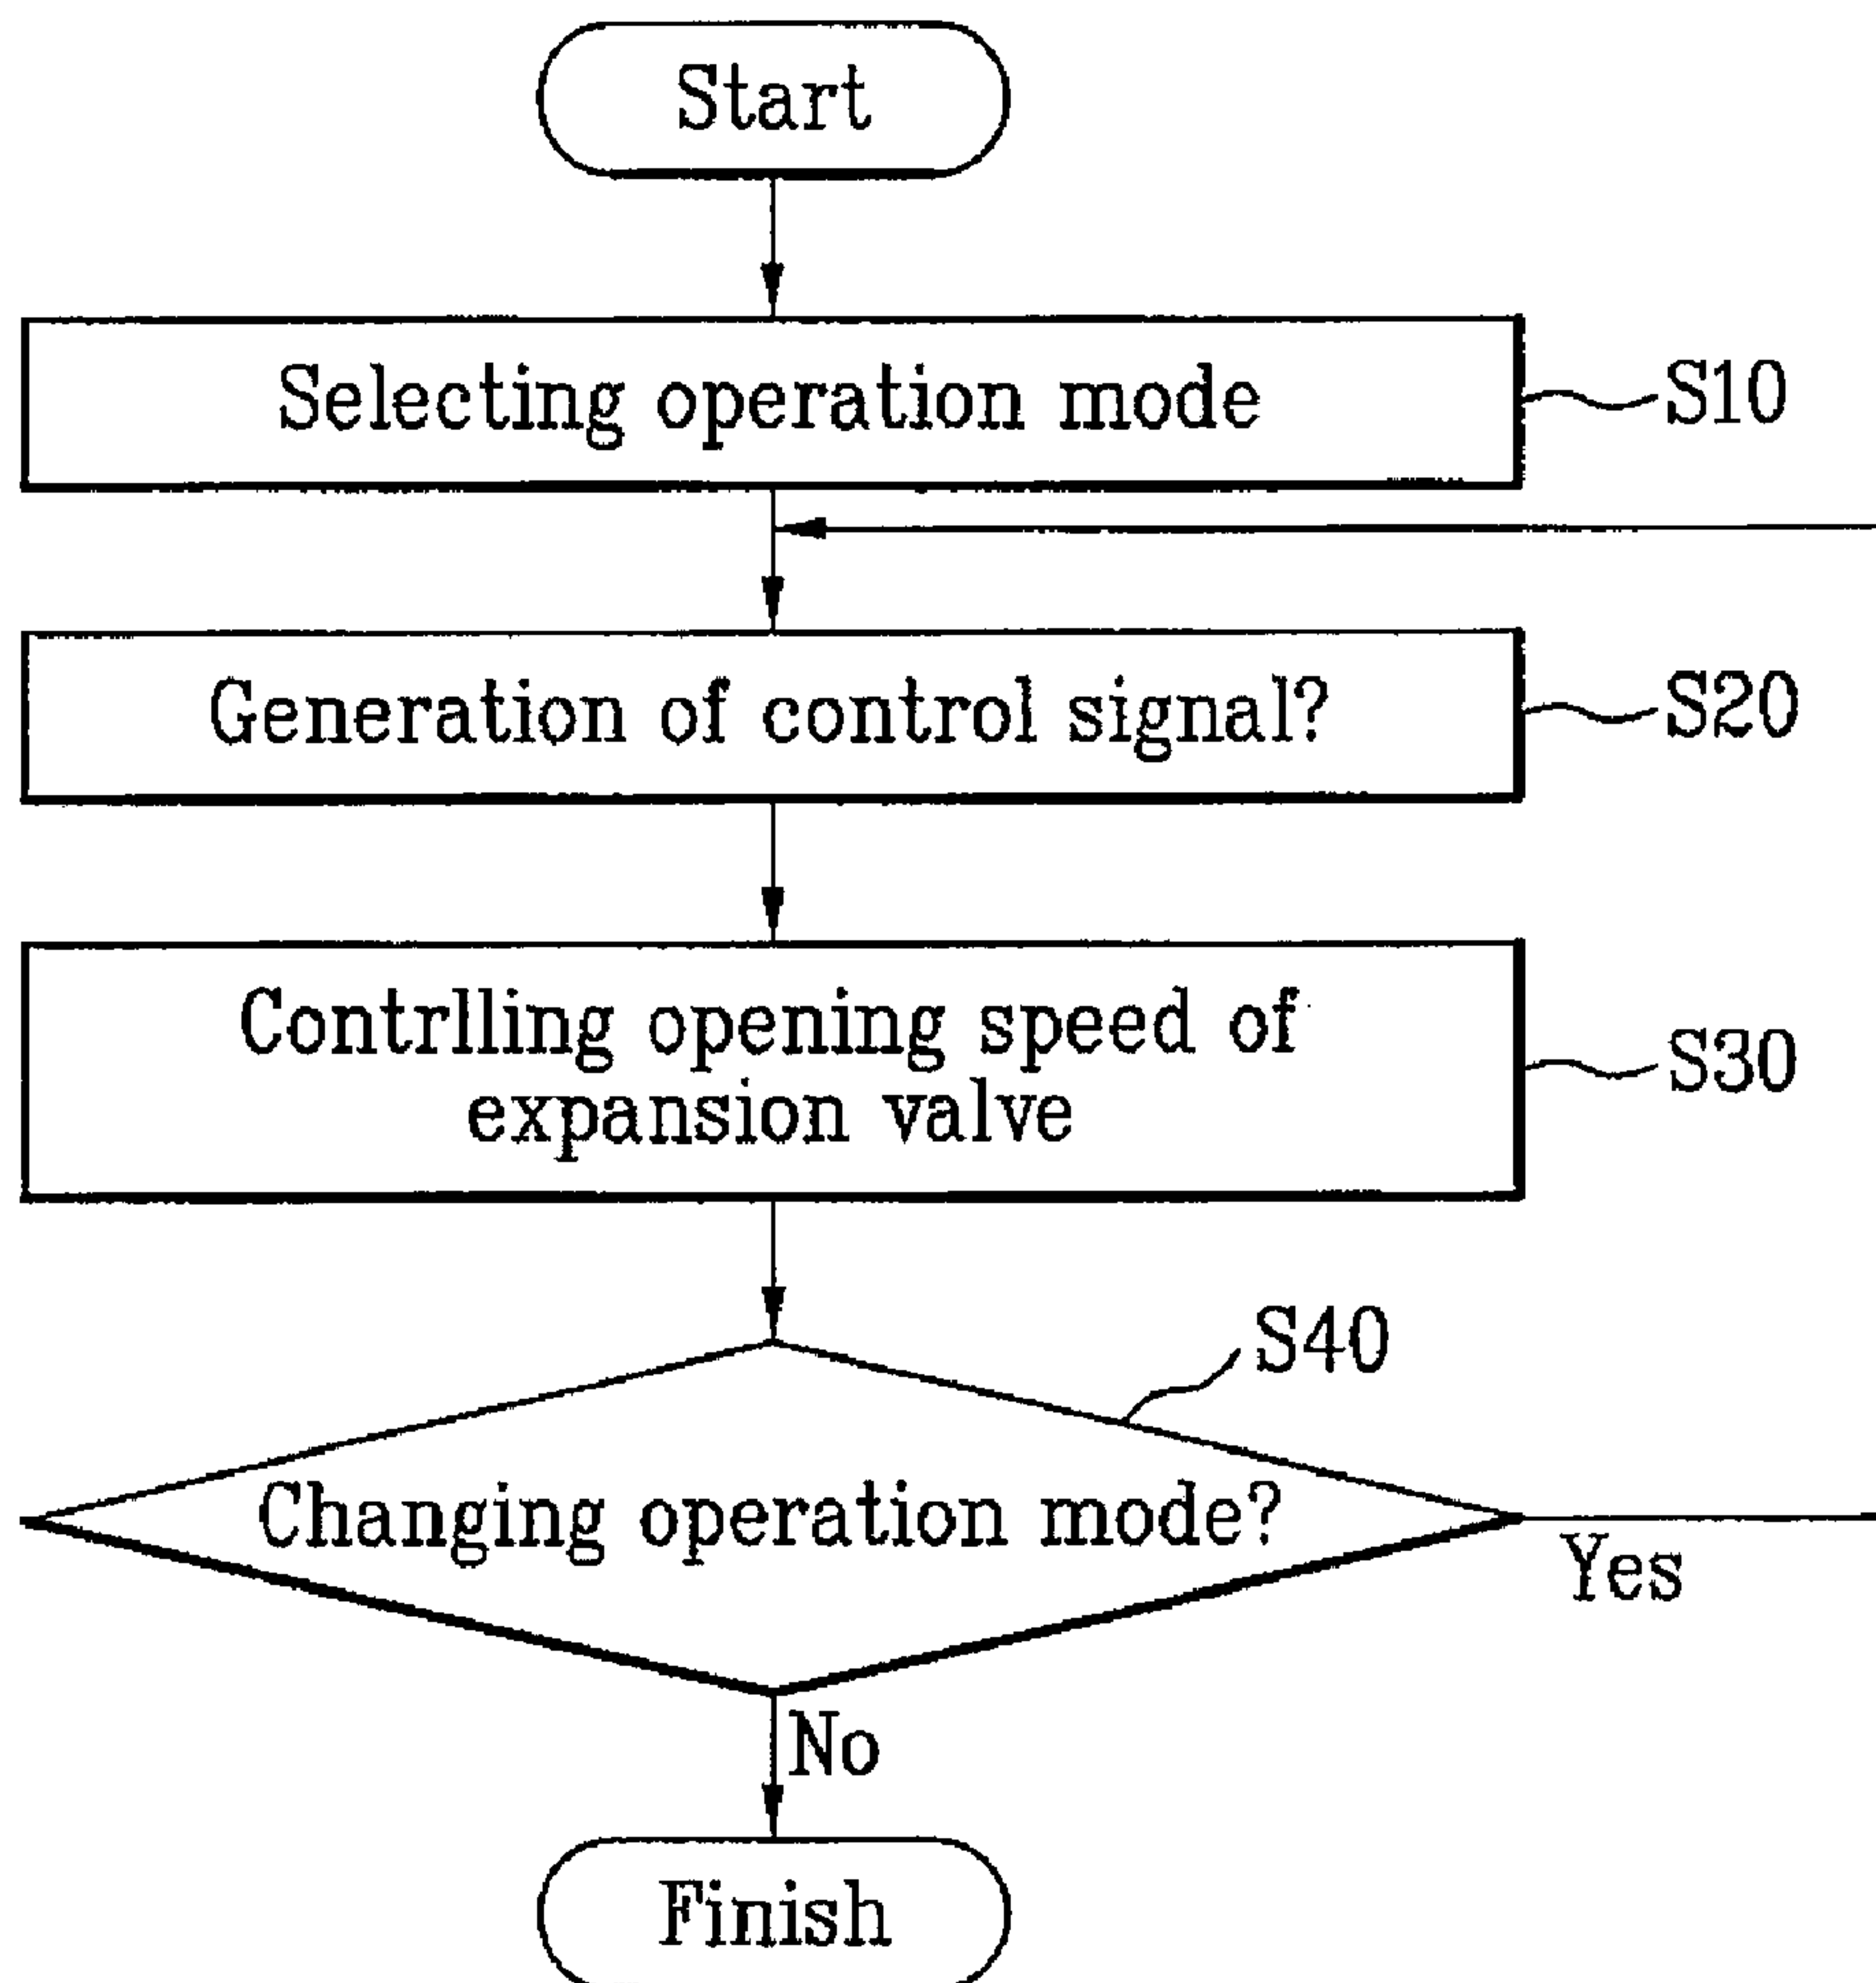 Start
Selecting operation mode
S10
Generation of control signal?
S20
Contrlling opening speed of
expansion valve
S30
S40
Changing operation mode?
Yes
No
Finish